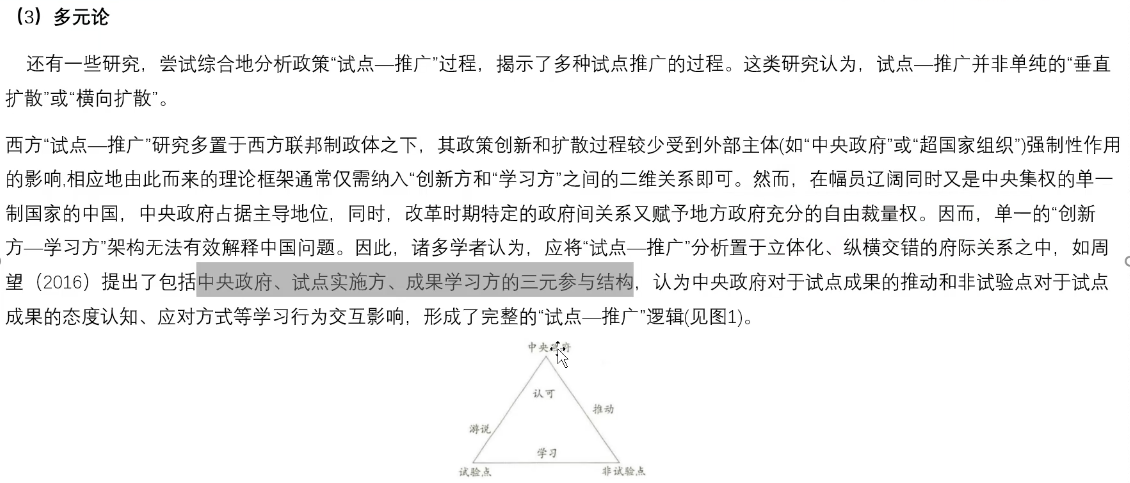 （3）多元论
还有一些研究，尝试综合地分析政策“试点—推广”过程，揭示了多种试点推广的过程。这类研究认为，试点—推广并非单纯的“垂直
扩散”或“横向扩散”。
西方“试点—推广”研究多置于西方联邦制政体之下，其政策创新和扩散过程较少受到外部主体(如“中央政府”或“超国家组织”)强制性作用
的影响,相应地由此而来的理论框架通常仅需纳入“创新方和“学习方”之间的二维关系即可。然而，在幅员辽阔同时又是中央集权的单一
制国家的中国，中央政府占据主导地位，同时，改革时期特定的政府间关系又赋予地方政府充分的自由裁量权。因而，单一的“创新
方—学习方”架构无法有效解释中国问题。因此，诸多学者认为，应将“试点—推广”分析置于立体化、纵横交错的府际关系之中，如周
望（2016）提出了包括中央政府、试点实施方、成果学习方的三元参与结构，认为中央政府对于试点成果的推动和非试验点对于试点
成果的态度认知、应对方式等学习行为交互影响，形成了完整的“试点—推广”逻辑(见图1)。
中央政府
认可
推动
游说
学习
试验点
非试验点